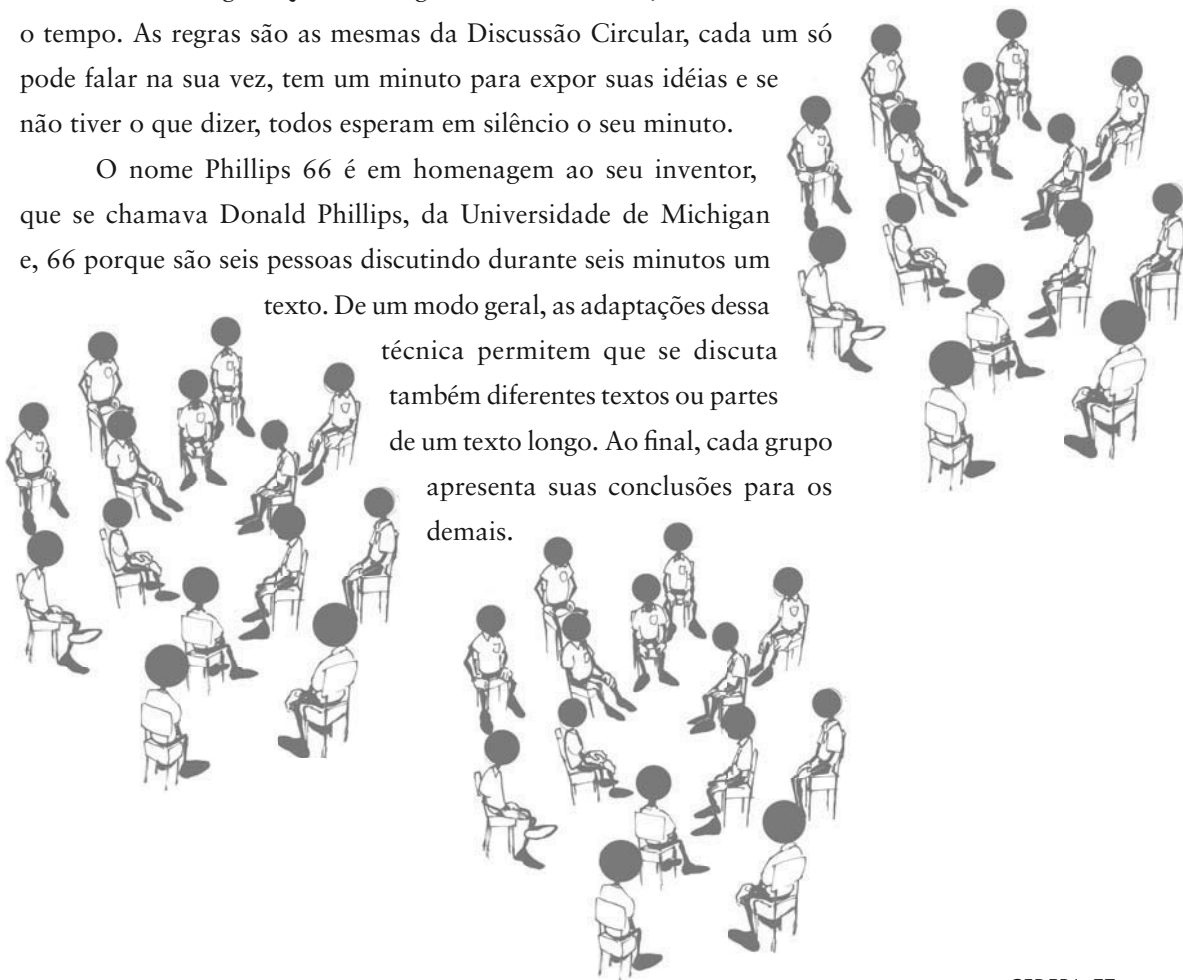 o tempo. As regras são as mesmas da Discussão Circular, cada um só
pode falar na sua vez, tem um minuto para expor suas idéias e se
não tiver o que dizer, todos esperam em silêncio o seu minuto.
O nome Phillips 66 é em homenagem ao seu inventor,
que se chamava Donald Phillips, da Universidade de Michigan
e, 66 porque são seis pessoas discutindo durante seis minutos um
texto. De um modo geral, as adaptações dessa
técnica permitem que se discuta
também diferentes textos ou partes
de um texto longo. Ao final, cada grupo
apresenta suas conclusões para os
demais.